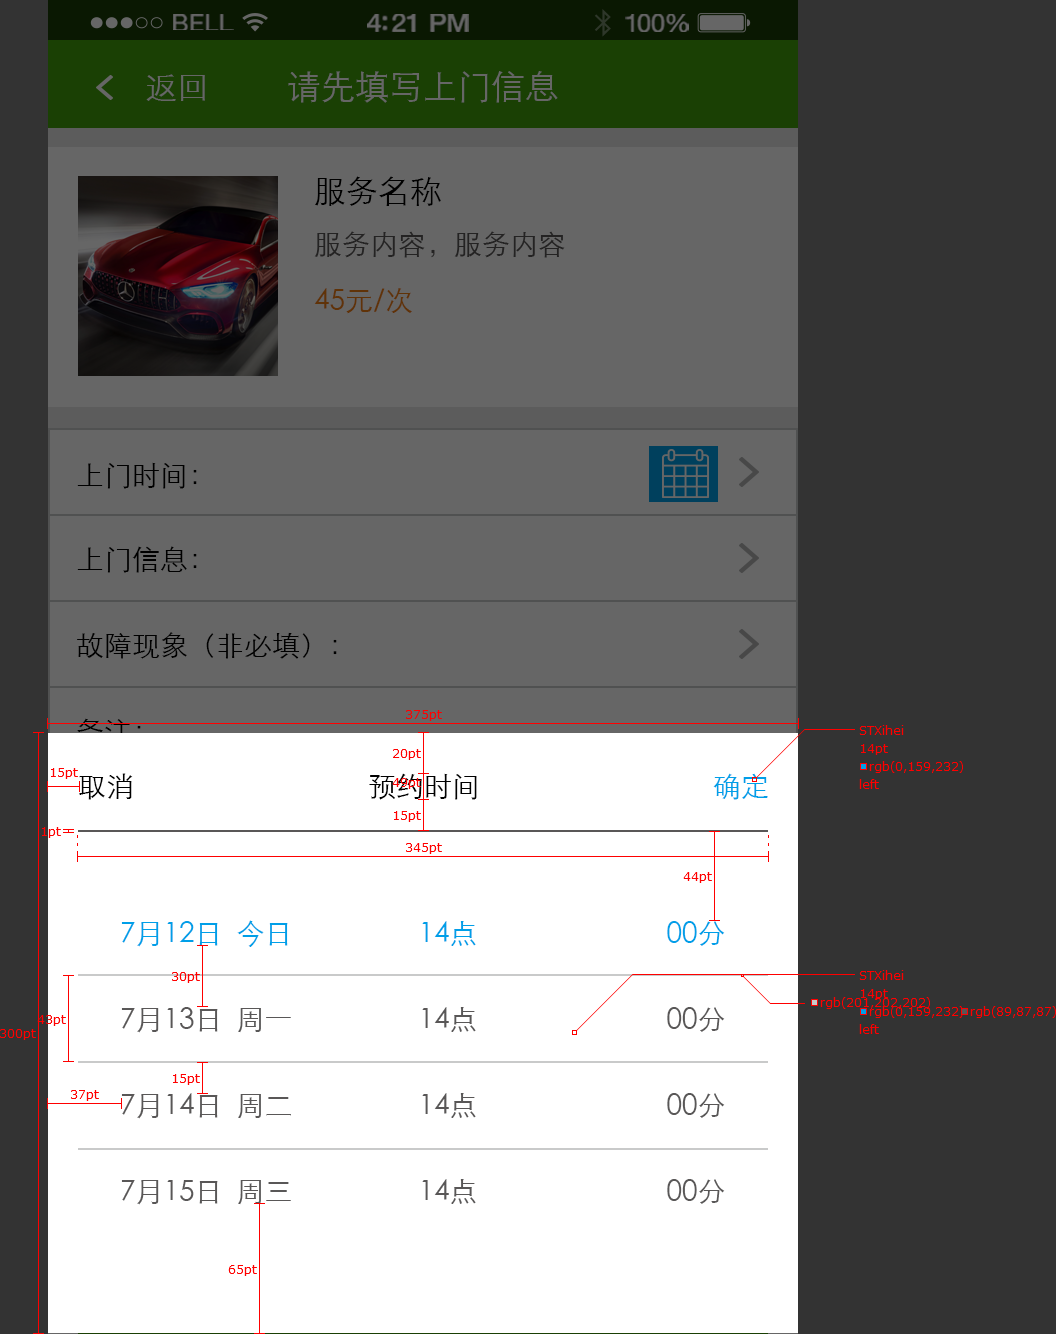 BELL 4:21 PM 100%
返回 请先填写上门信息
服务名称
服务内容，服务内容
45元/次
上门时间：
上门信息：
故障现象（非必填）：
备注：
375pt
STXihei
14pt
rgb(0,159,232)
left
20pt
15pt
取消 预约时间 确定
15pt
1pt
345pt
44pt
7月12日 今日 14点 00分
30pt
STXihei
14pt
rgb(201,202,202)
rgb(0,159,232) rgb(89,87,87)
left
43pt
300pt
7月13日 周一 14点 00分
15pt
37pt
7月14日 周二 14点 00分
7月15日 周三 14点 00分
65pt